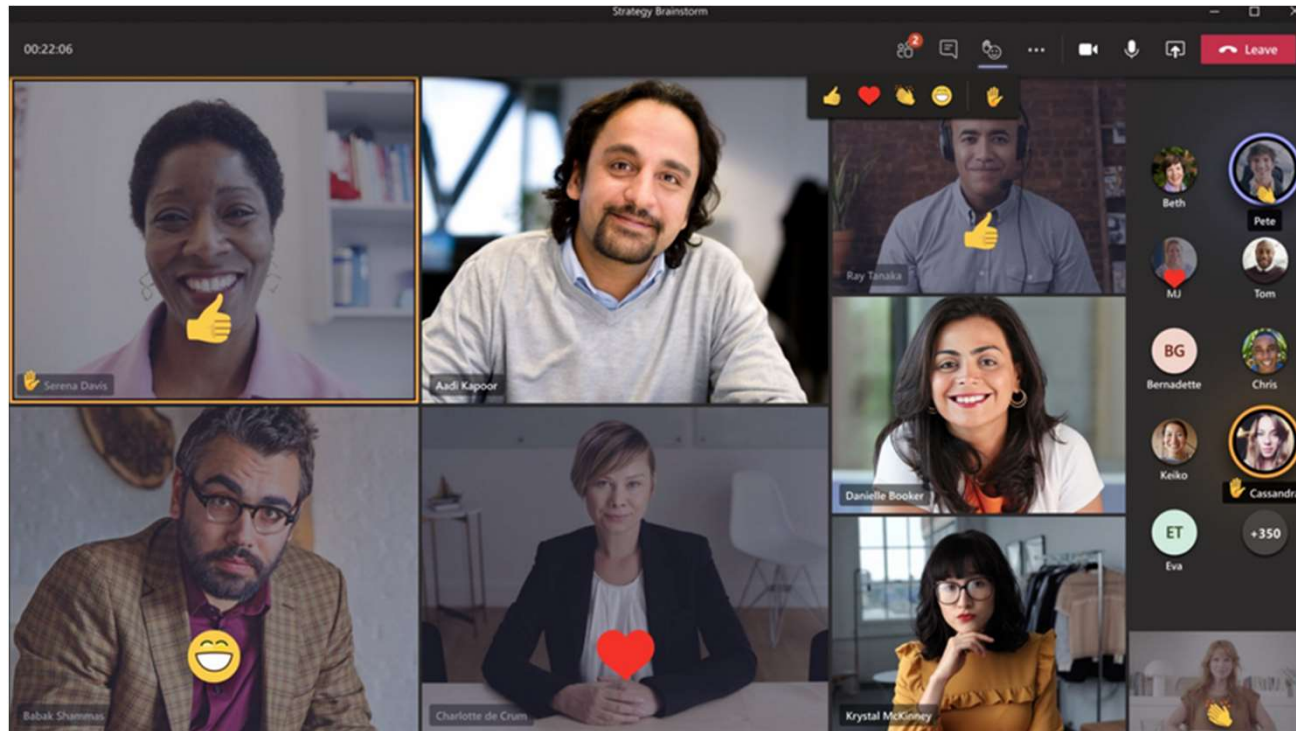 Strategy Brainstorm
00:22:06
2
Leave
Serena Davis
Aadi Kapoor
Ray Tanaka
Danielle Booker
Babak Shammas
Charlotte de Crum
Krystal McKinney
Beth
Pete
MJ
Tom
BG
Bernadette
Chris
Keiko
Cassandra
ET
Eva
+350